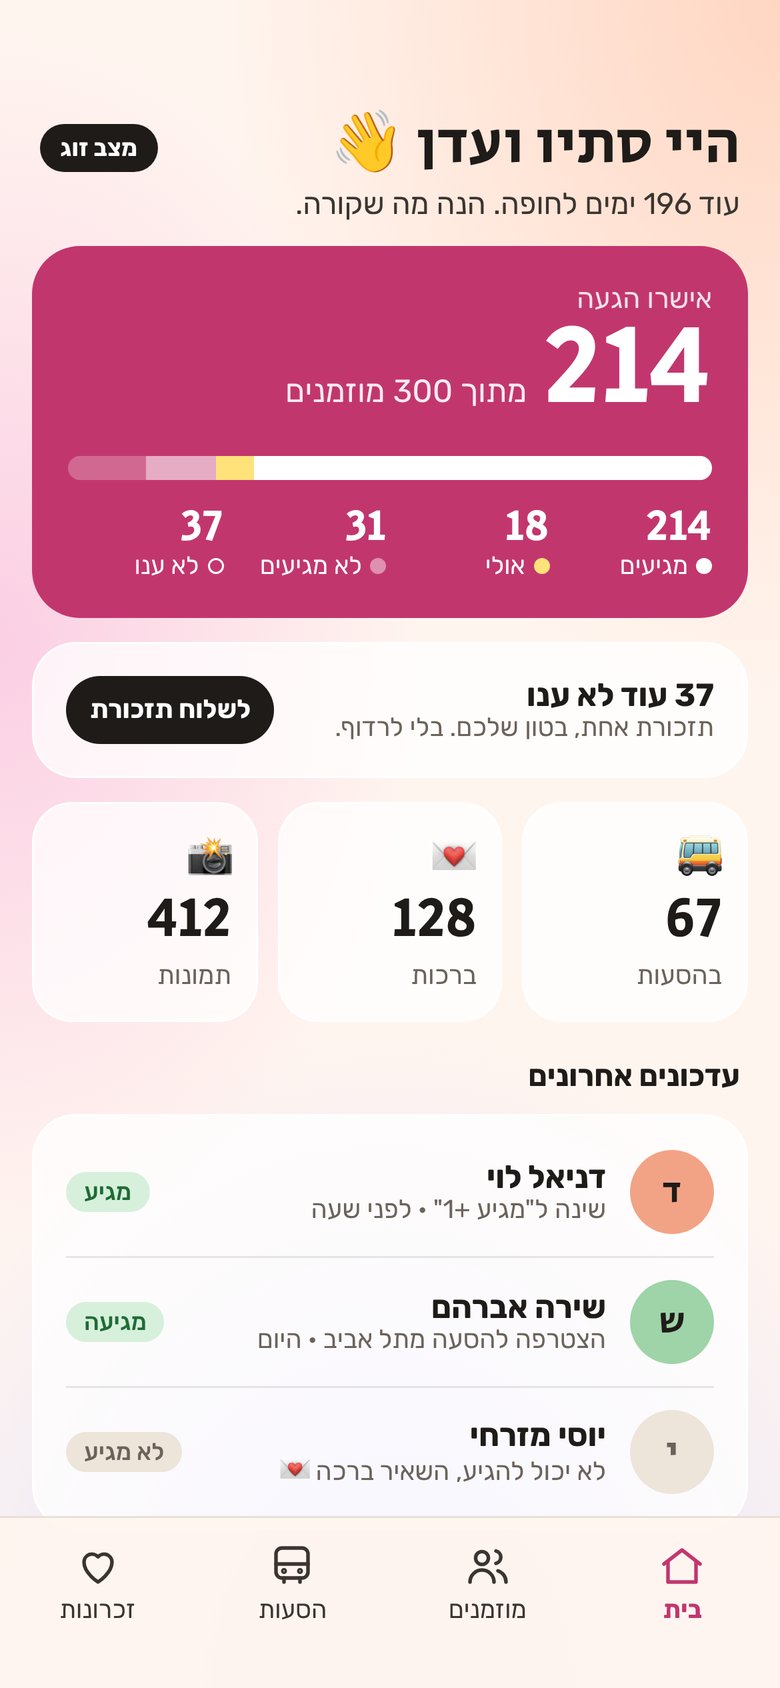 היי סתיו ועדן 👋
מצב זוג
עוד 196 ימים לחופה. הנה מה שקורה.
אישרו הגעה
214 מתוך 300 מוזמנים
214 18 31 37
מגיעים אולי לא מגיעים לא ענו
37 עוד לא ענו
תזכורת אחת, בטון שלכם. בלי לרדוף.
לשלוח תזכורת
67 128 412
בהסעות ברכות תמונות
עדכונים אחרונים
ד
דניאל לוי
שינה ל"מגיע +1" • לפני שעה
מגיע
ש
שירה אברהם
הצטרפה להסעה מתל אביב • היום
מגיעה
י
יוסי מזרחי
לא יכול להגיע, השאיר ברכה 💌
לא מגיע
בית מוזמנים הסעות זכרונות